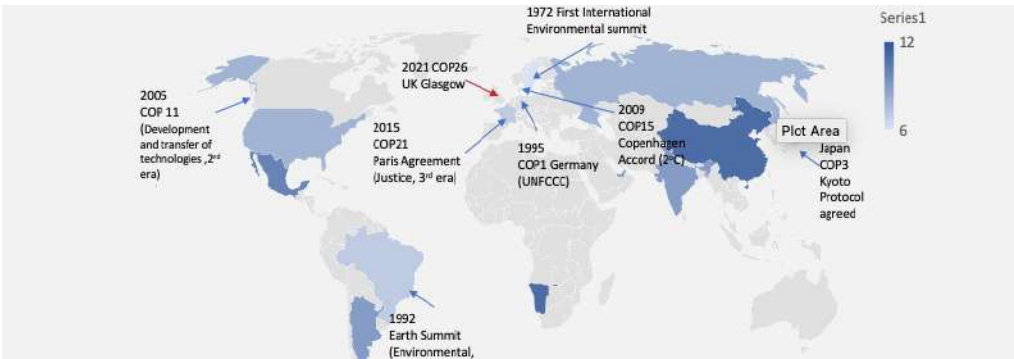 1972 First International
Environmental summit
Series1
12
6
2021 COP26
UK Glasgow
2005
COP 11
(Development
and transfer of
technologies ,2nd
era)
2015
COP21
Paris Agreement
(Justice, 3rd era)
1995
COP1 Germany
(UNFCCC)
2009
COP15
Copenhagen
Accord (2°C)
Plot Area
Japan
COP3
Kyoto
Protocol
agreed
1992
Earth Summit
(Environmental,